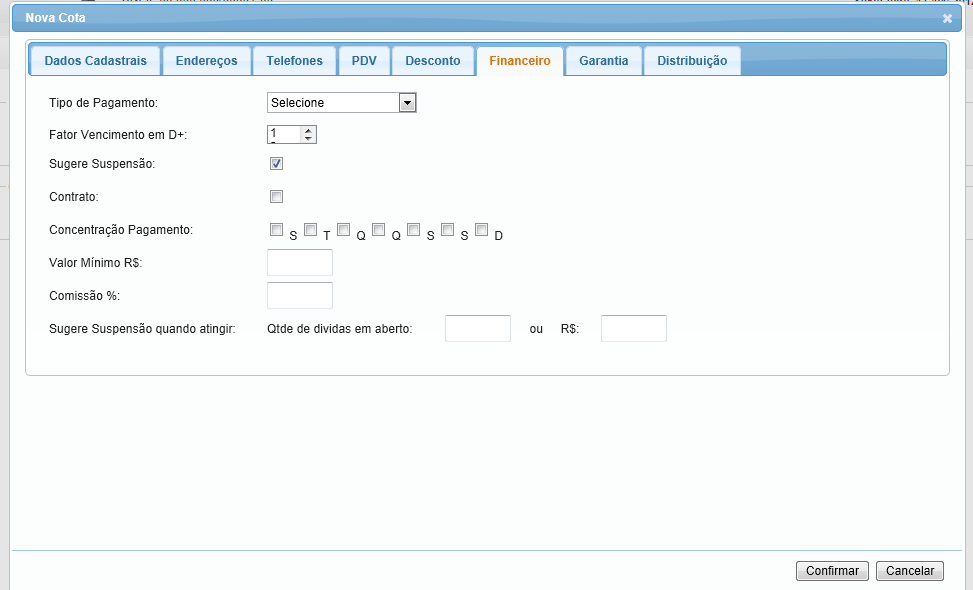 Nova Cota
Dados Cadastrais Endereços Telefones PDV Desconto Financeiro Garantia Distribuição
Tipo de Pagamento: Selecione
Fator Vencimento em D+: 1
Sugere Suspensão:
Contrato:
Concentração Pagamento: S T Q Q S S D
Valor Mínimo R$:
Comissão %:
Sugere Suspensão quando atingir: Qtde de dividas em aberto: ou R$:
Confirmar Cancelar